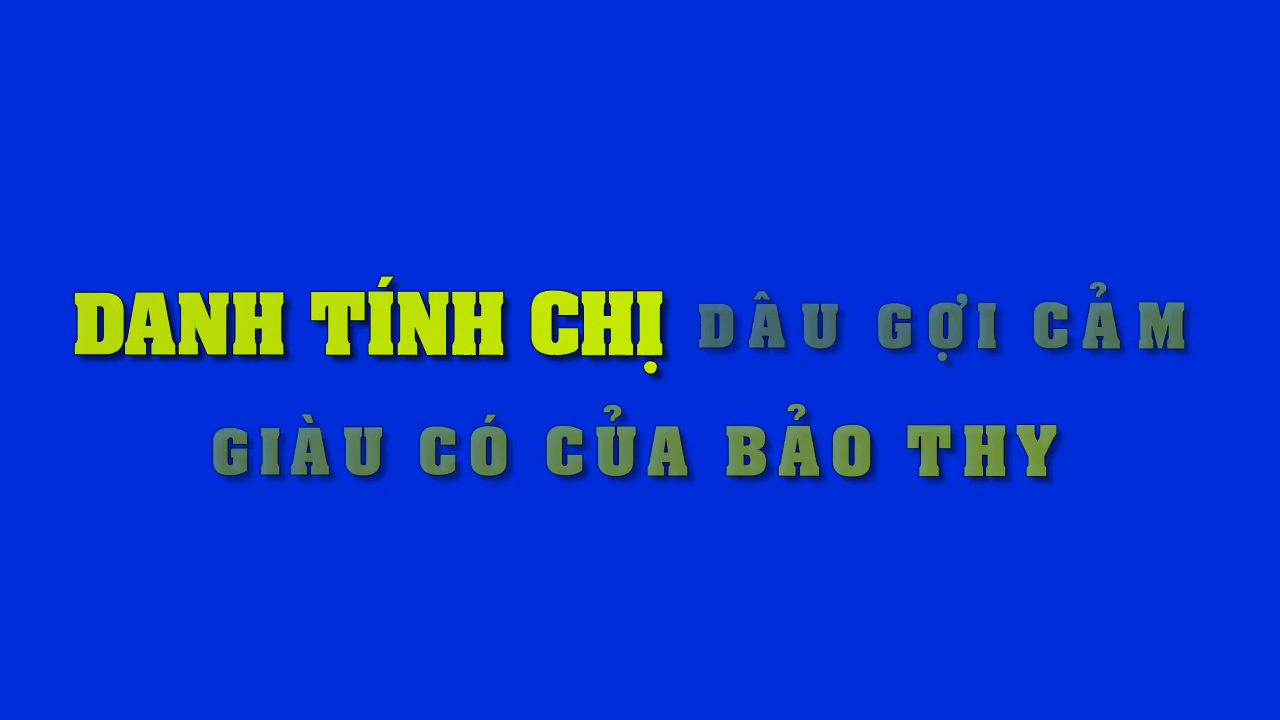 DANH TÍNH CHỊ DÂU GỢI CẢM
GIÀU CÓ CỦA BẢO THY